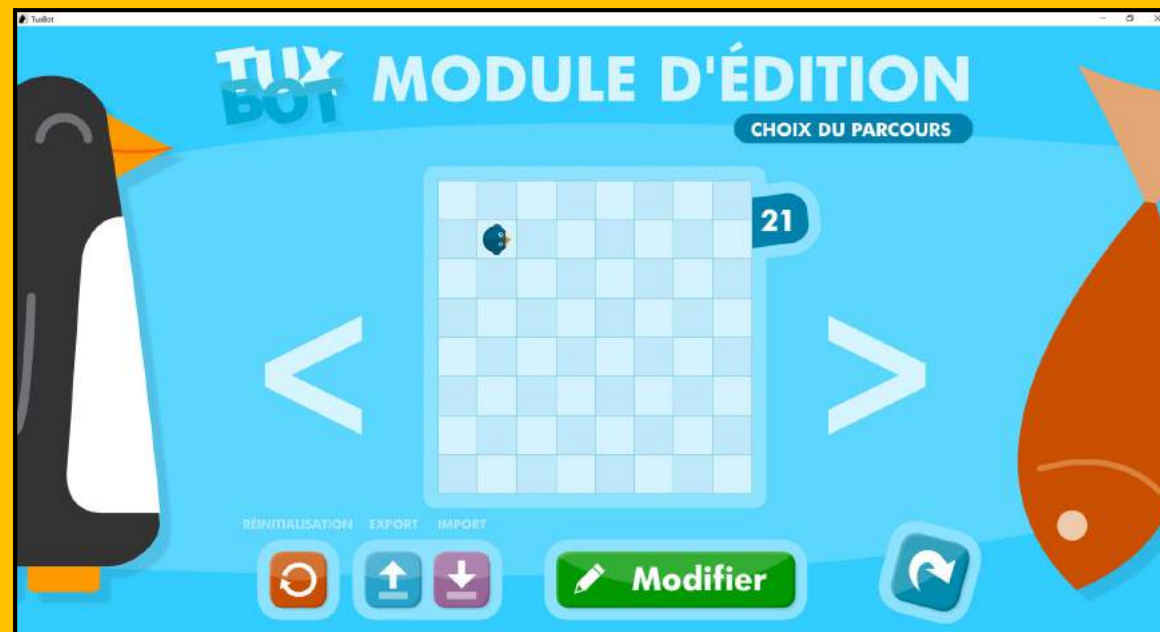 TuxBot
TUX
BOT
MODULE D'ÉDITION
CHOIX DU PARCOURS
21
<
>
RÉINITIALISATION EXPORT IMPORT
Modifier